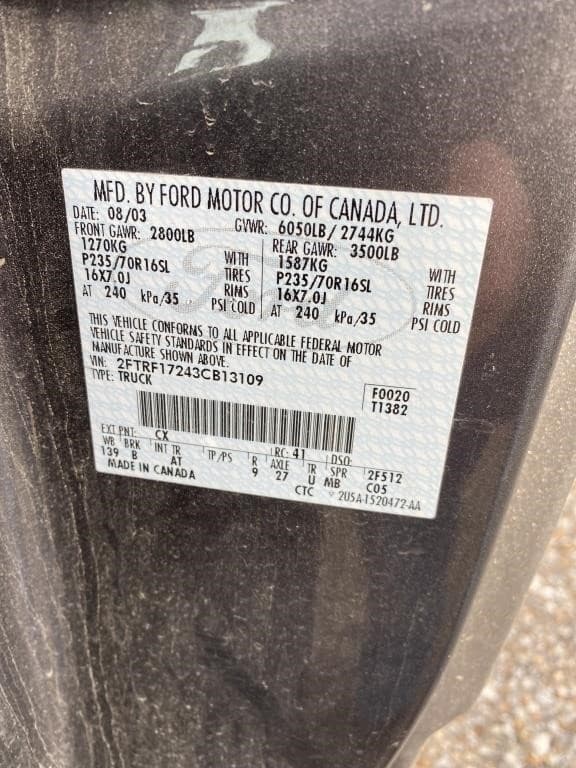 MFD. BY FORD MOTOR CO. OF CANADA, LTD.
DATE: 08/03 GVWR: 6050LB/ 2744KG
FRONT GAWR: 2800LB REAR GAWR: 3500LB
1270KG WITH 1587KG WITH
P235/70R16SL TIRES P235/70R16SL TIRES
16X7.0J RIMS 16X7.0J RIMS
AT 240 kPa/35 PSI COLD AT 240 kPa/35 PSI COLD
THIS VEHICLE CONFORMS TO ALL APPLICABLE FEDERAL MOTOR
VEHICLE SAFETY STANDARDS IN EFFECT ON THE DATE OF
MANUFACTURE SHOWN ABOVE.
VIN: 2FTRF17243CB13109
TYPE: TRUCK
F0020
T1382
EXT PNT: CX RC: 41 DSO:
WB BRK INT TR TP/PS R AXLE TR SPR 2F512
139 B AT 9 27 U MB C05
MADE IN CANADA CTC V 2U5A-1520472-AA
Ford